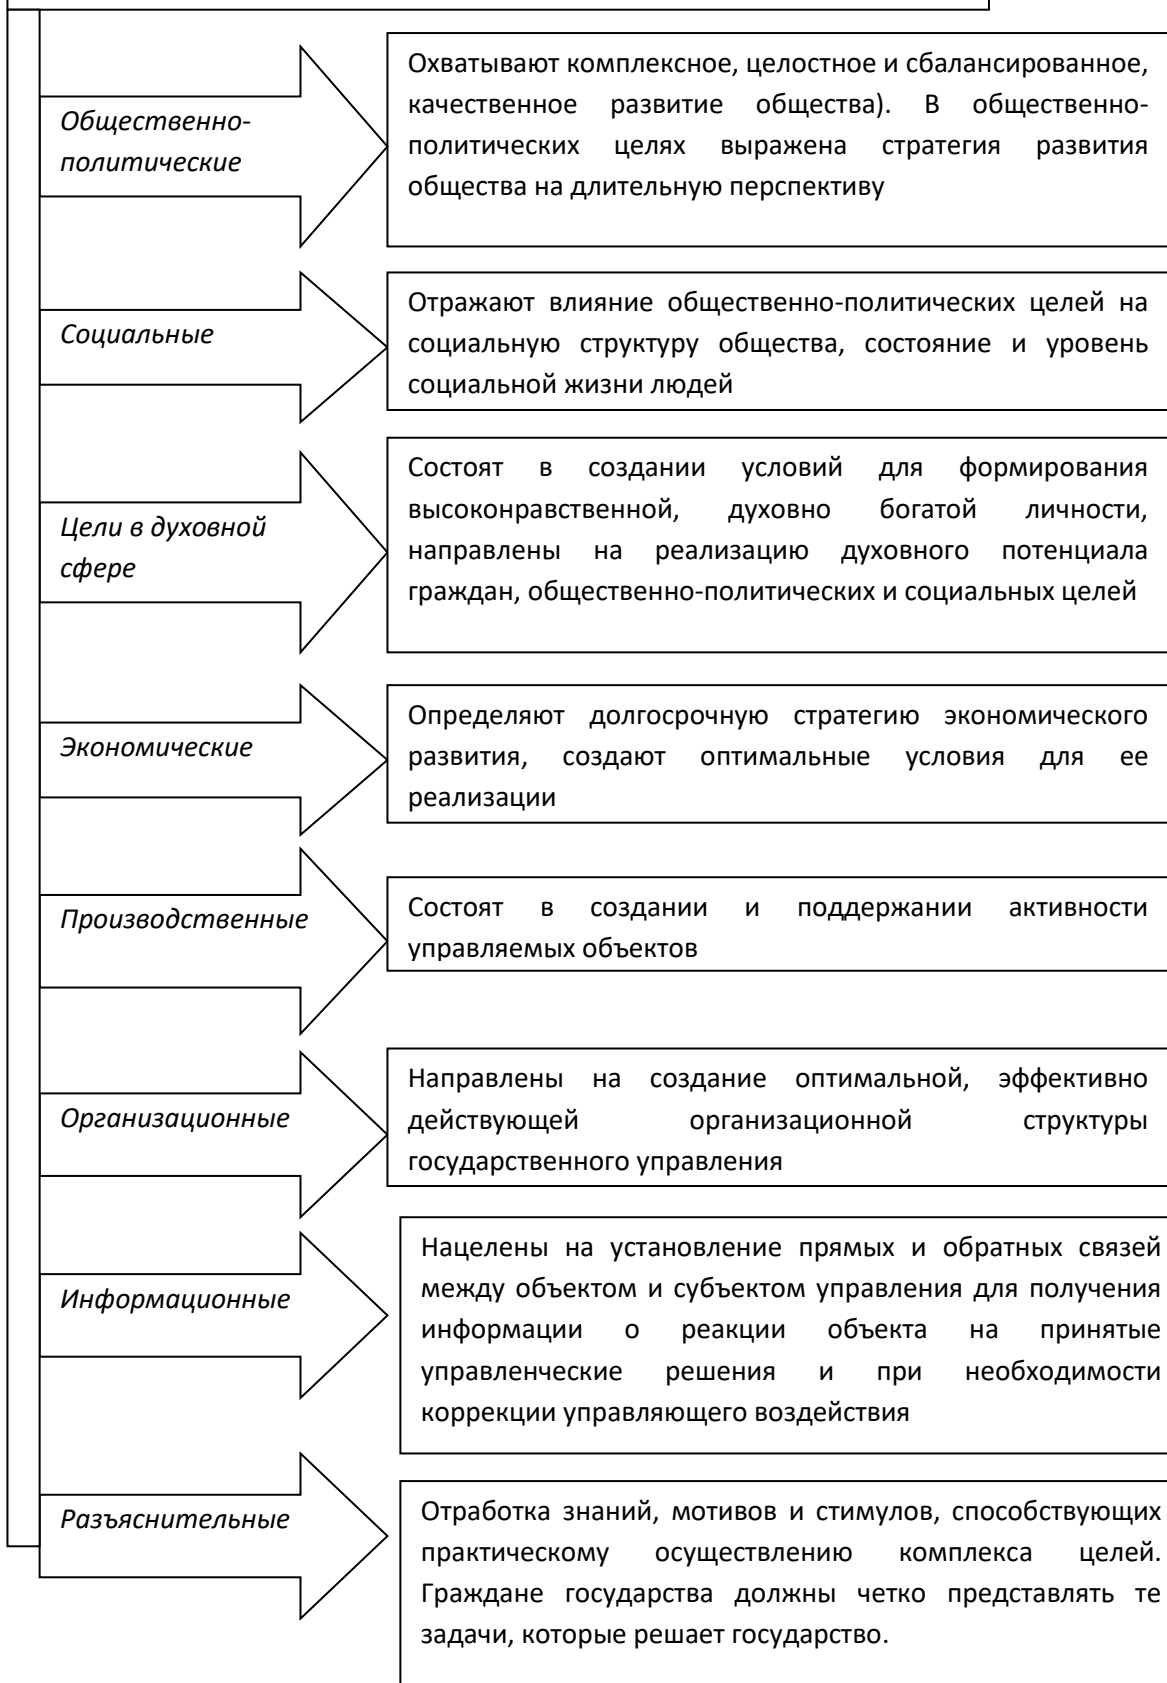 Общественно-
политические
Охватывают комплексное, целостное и сбалансированное,
качественное развитие общества). В общественно-
политических целях выражена стратегия развития
общества на длительную перспективу
Социальные
Отражают влияние общественно-политических целей на
социальную структуру общества, состояние и уровень
социальной жизни людей
Цели в духовной
сфере
Состоят в создании условий для формирования
высоконравственной, духовно богатой личности,
направлены на реализацию духовного потенциала
граждан, общественно-политических и социальных целей
Экономические
Определяют долгосрочную стратегию экономического
развития, создают оптимальные условия для ее
реализации
Производственные
Состоят в создании и поддержании активности
управляемых объектов
Организационные
Направлены на создание оптимальной, эффективно
действующей организационной структуры
государственного управления
Информационные
Нацелены на установление прямых и обратных связей
между объектом и субъектом управления для получения
информации о реакции объекта на принятые
управленческие решения и при необходимости
коррекции управляющего воздействия
Разъяснительные
Отработка знаний, мотивов и стимулов, способствующих
практическому осуществлению комплекса целей.
Граждане государства должны четко представлять те
задачи, которые решает государство.